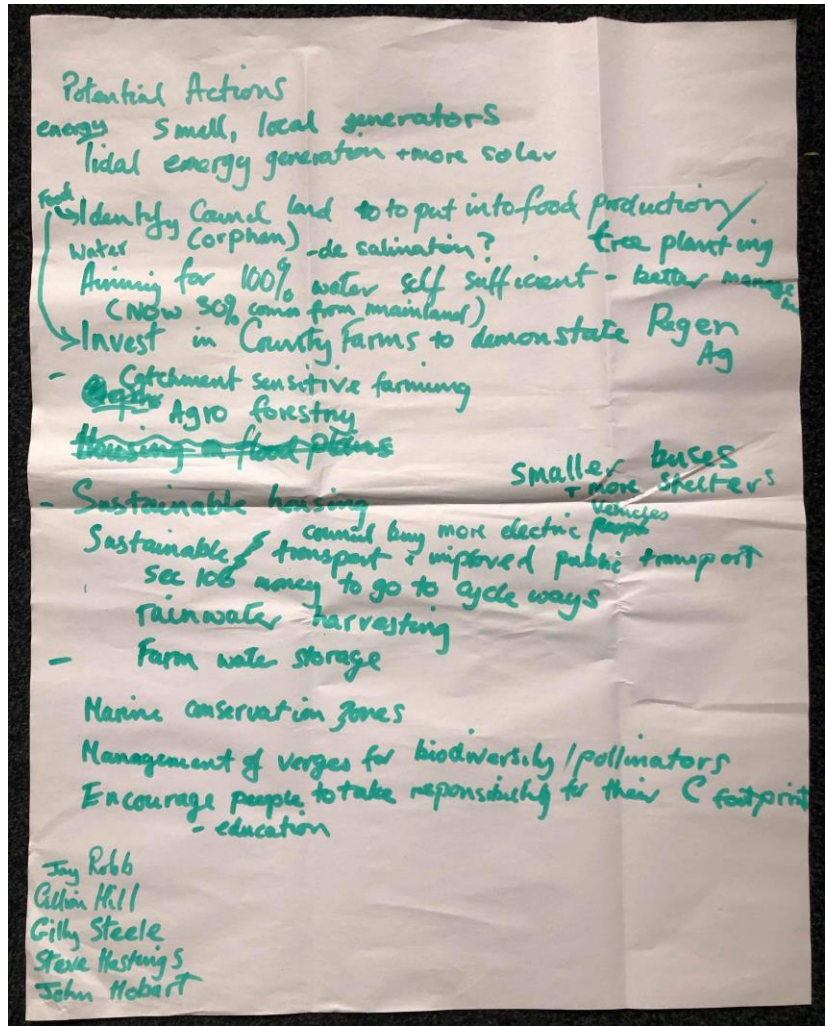 Potential Actions
energy small, local generators
tidal energy generation + more solar
Food
Identify Council land to to put into food production/
water (orphan) - de salination? tree planting
Aiming for 100% water self sufficient - better manage
(NOW 30% comes from mainland)
Invest in County Farms to demonstate Regen
Ag
- Catchment sensitive farming
Agro forestry
Housing on flood plains
smaller buses
+ more shelters
- Sustainable housing
vehicles
council buy more electric people
Sustainable / transport + improved public transport
Sec 106 money to go to cycle ways
rainwater harvesting
- Farm water storage
Marine conservation zones
Management of verges for biodiversity/pollinators
Encourage people to take reponsibility for their C footprint
- education
Jay Robb
Gillian Hill
Gilly Steele
Steve Hastings
John Hobart